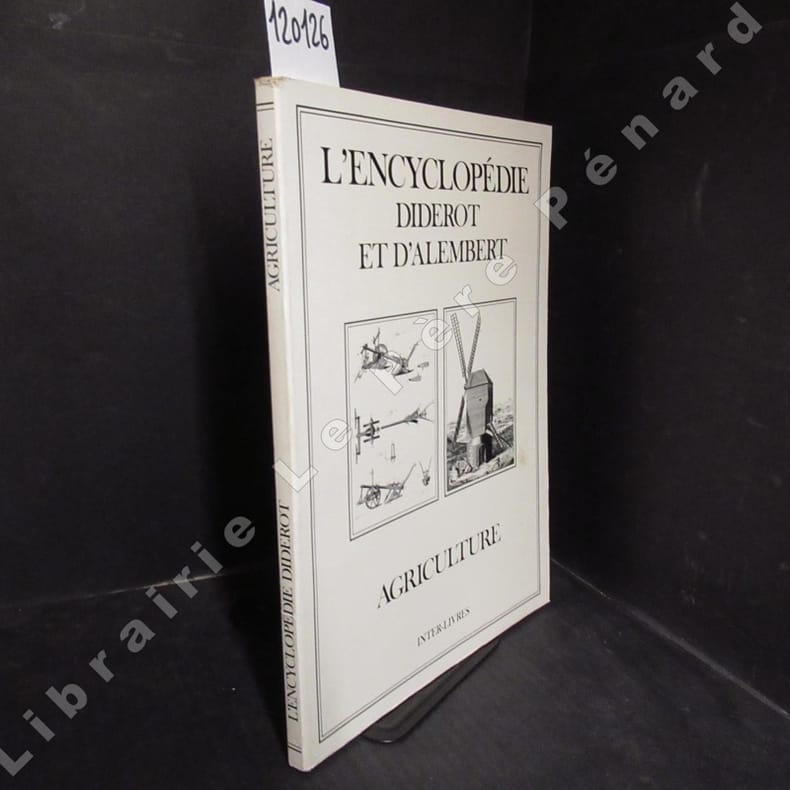 120126
L'ENCYCLOPÉDIE
DIDEROT
ET D'ALEMBERT
AGRICULTURE
INTER-LIVRES
AGRICULTURE
L'ENCYCLOPÉDIE DIDEROT
Librairie Le Père Pénard